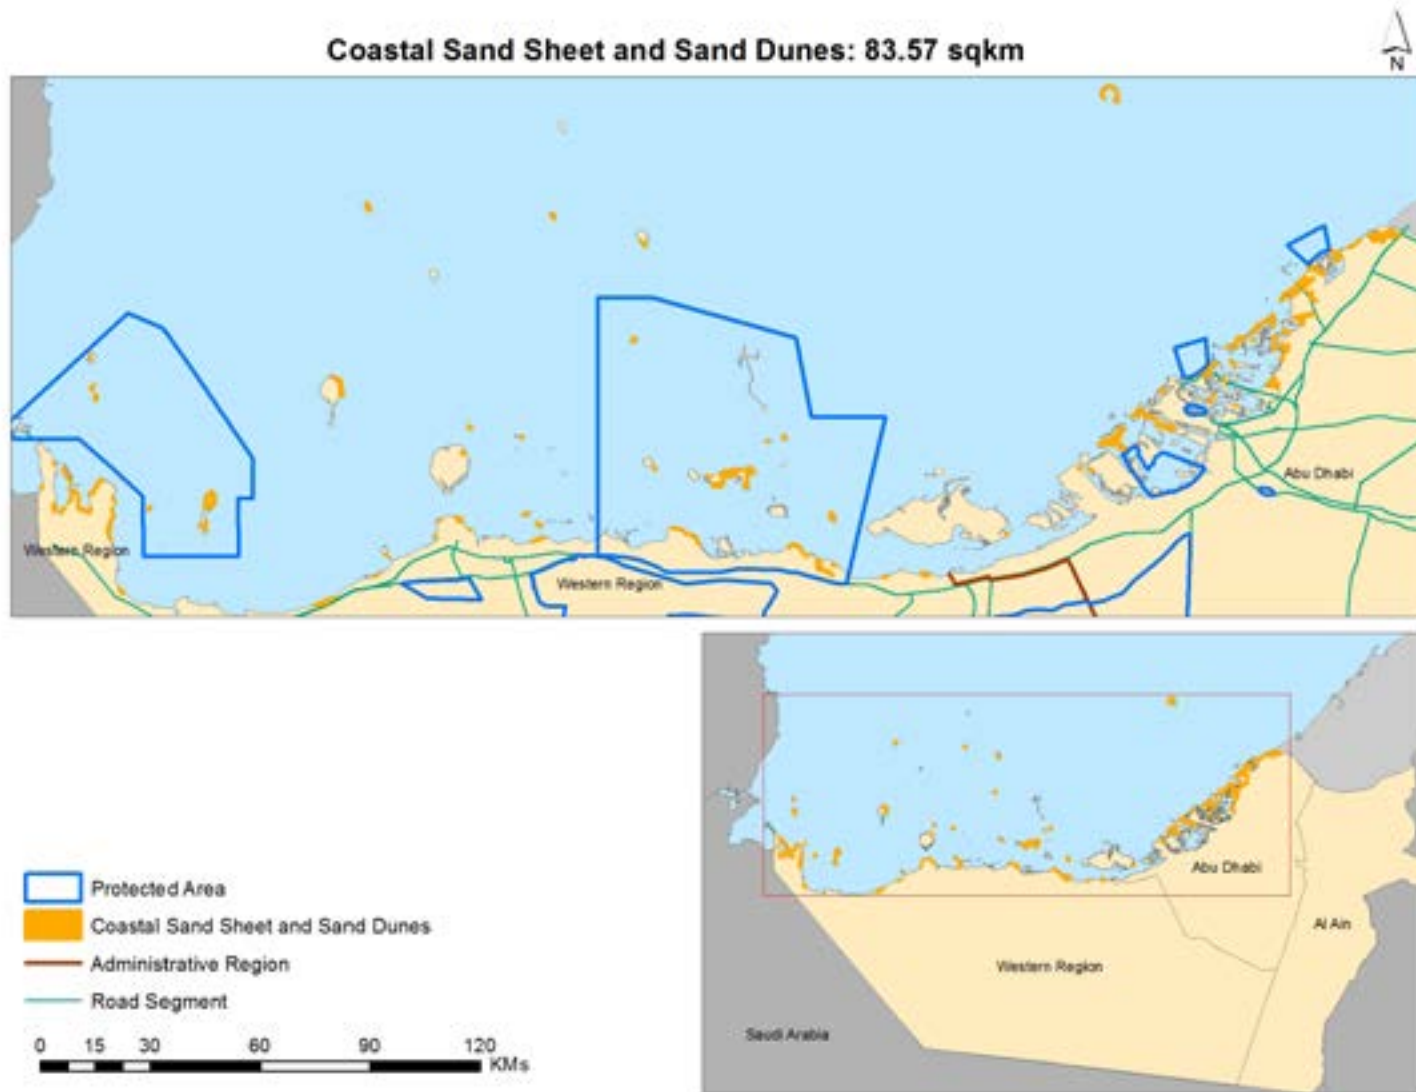 Coastal Sand Sheet and Sand Dunes: 83.57 sqkm
N
Abu Dhabi
Western Region
Western Region
Protected Area
Coastal Sand Sheet and Sand Dunes
Administrative Region
Road Segment
0 15 30 60 90 120
KMs
Abu Dhabi
Al Ain
Western Region
Saudi Arabia